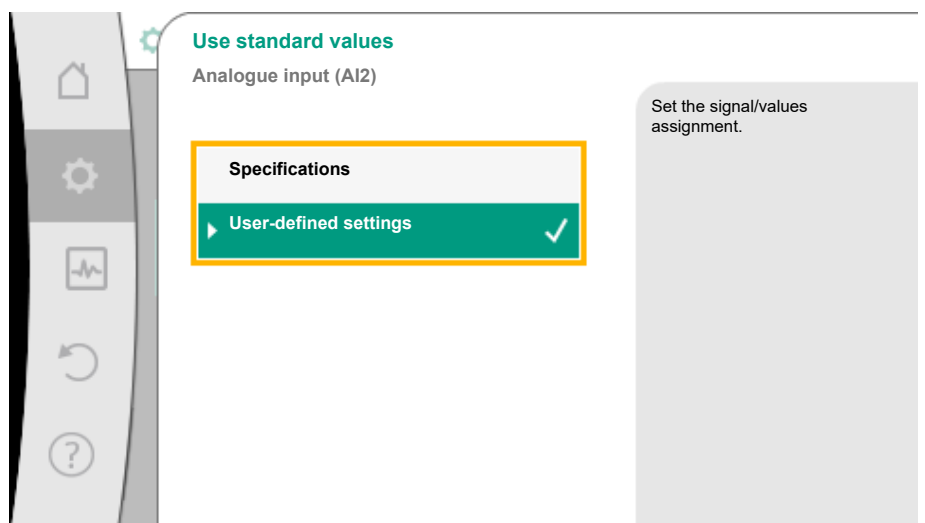 Use standard values
Analogue input (AI2)
Set the signal/values
assignment.
Specifications
User-defined settings
?